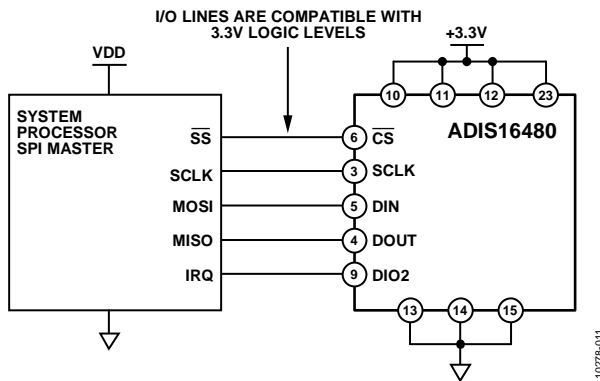 I/O LINES ARE COMPATIBLE WITH
3.3V LOGIC LEVELS
VDD
+3.3V
10
11
12
23
SYSTEM
PROCESSOR
SPI MASTER
ADIS16480
SS
6
CS
SCLK
3
SCLK
MOSI
5
DIN
MISO
4
DOUT
IRQ
9
DIO2
13
14
15
10278-011